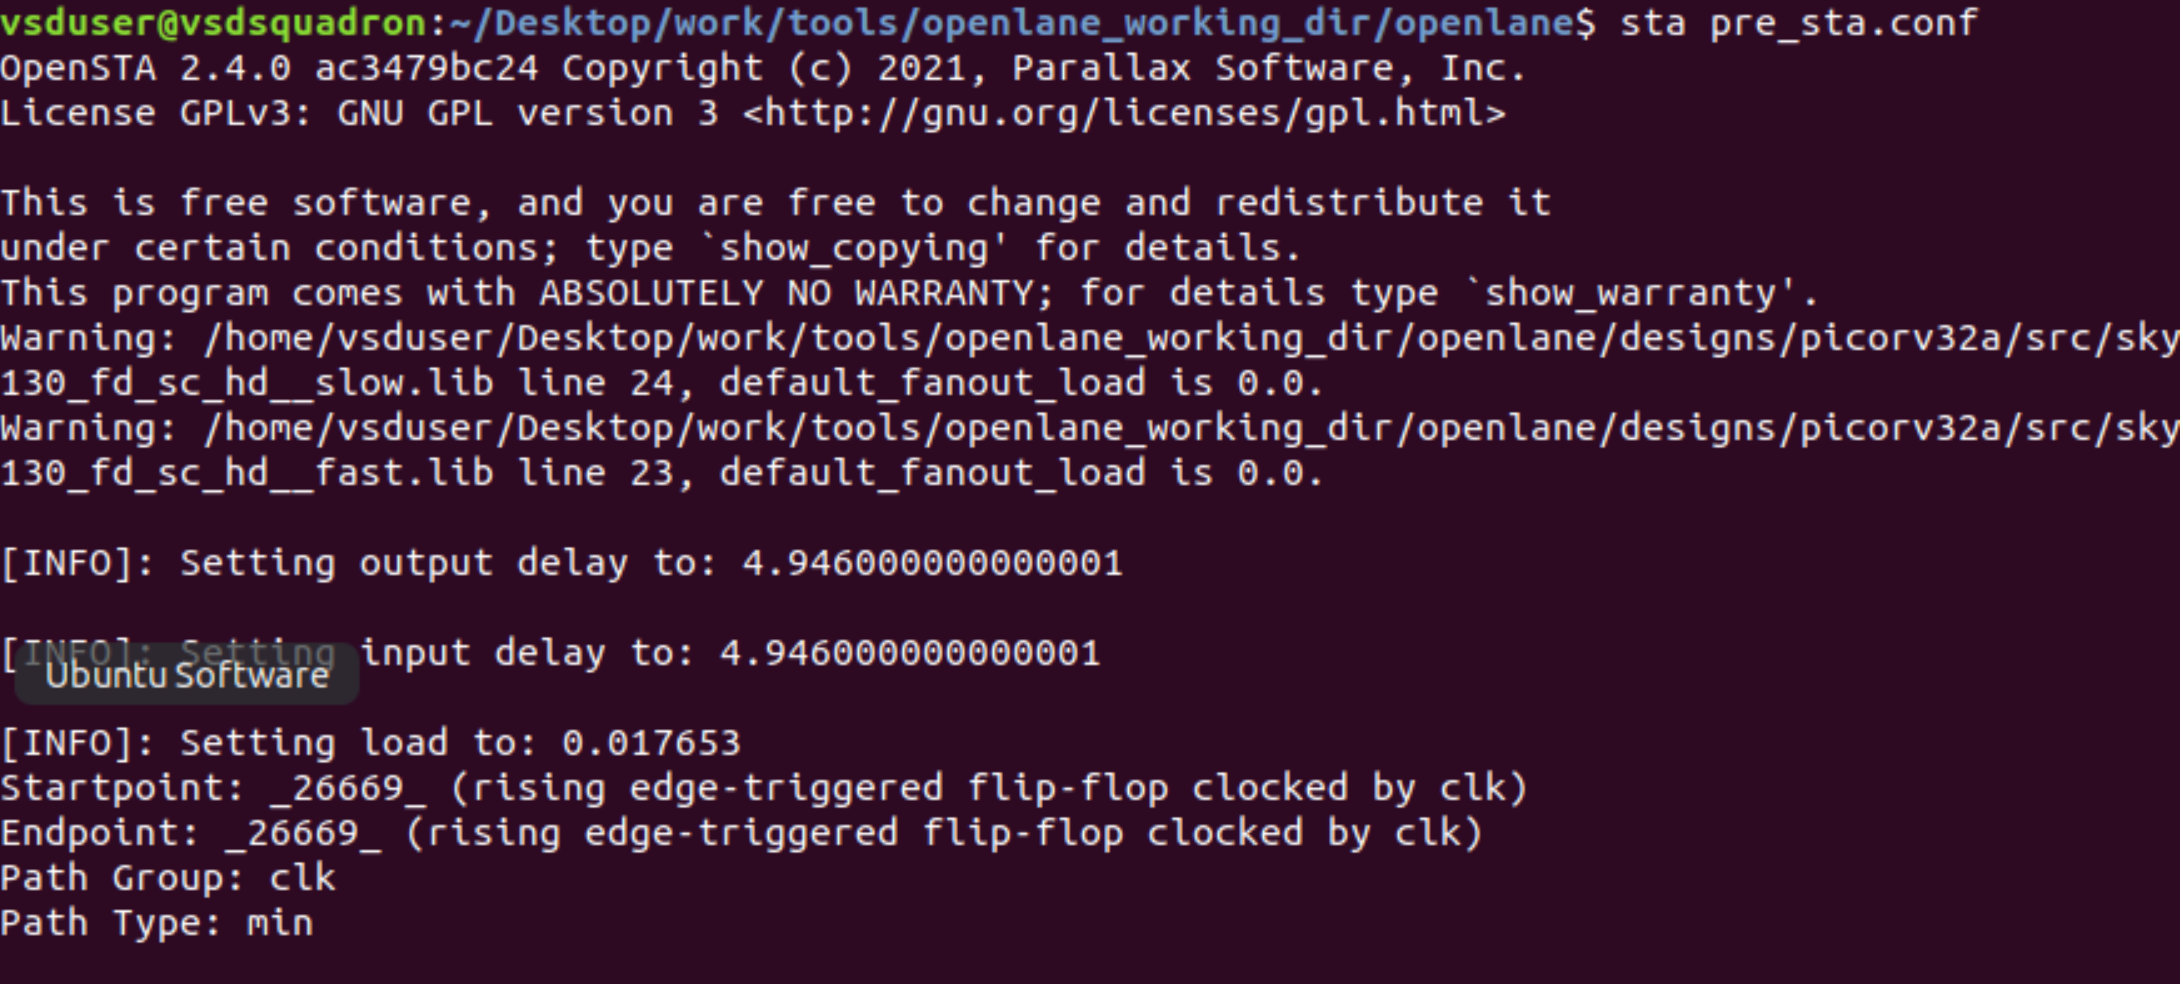 vsduser@vsdsquadron:~/Desktop/work/tools/openlane_working_dir/openlane$ sta pre_sta.conf
OpenSTA 2.4.0 ac3479bc24 Copyright (c) 2021, Parallax Software, Inc.
License GPLv3: GNU GPL version 3 <http://gnu.org/licenses/gpl.html>

This is free software, and you are free to change and redistribute it
under certain conditions; type `show_copying' for details.
This program comes with ABSOLUTELY NO WARRANTY; for details type `show_warranty'.
Warning: /home/vsduser/Desktop/work/tools/openlane_working_dir/openlane/designs/picorv32a/src/sky
130_fd_sc_hd__slow.lib line 24, default_fanout_load is 0.0.
Warning: /home/vsduser/Desktop/work/tools/openlane_working_dir/openlane/designs/picorv32a/src/sky
130_fd_sc_hd__fast.lib line 23, default_fanout_load is 0.0.

[INFO]: Setting output delay to: 4.946000000000001

[INFO]: Setting input delay to: 4.946000000000001
Ubuntu Software

[INFO]: Setting load to: 0.017653
Startpoint: _26669_ (rising edge-triggered flip-flop clocked by clk)
Endpoint: _26669_ (rising edge-triggered flip-flop clocked by clk)
Path Group: clk
Path Type: min